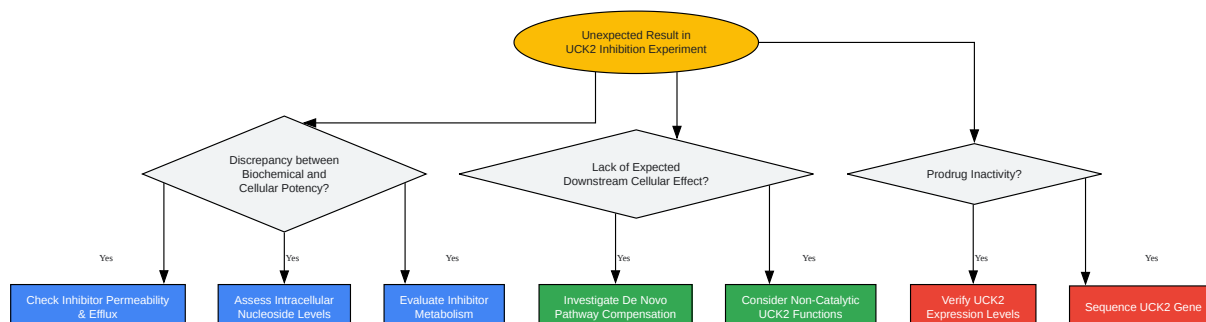 Unexpected Result in
UCK2 Inhibition Experiment
Discrepancy between
Biochemical and
Cellular Potency?
Lack of Expected
Downstream Cellular Effect?
Prodrug Inactivity?
Yes
Yes
Yes
Yes
Yes
Yes
Yes
Check Inhibitor Permeability
& Efflux
Assess Intracellular
Nucleoside Levels
Evaluate Inhibitor
Metabolism
Investigate De Novo
Pathway Compensation
Consider Non-Catalytic
UCK2 Functions
Verify UCK2
Expression Levels
Sequence UCK2 Gene